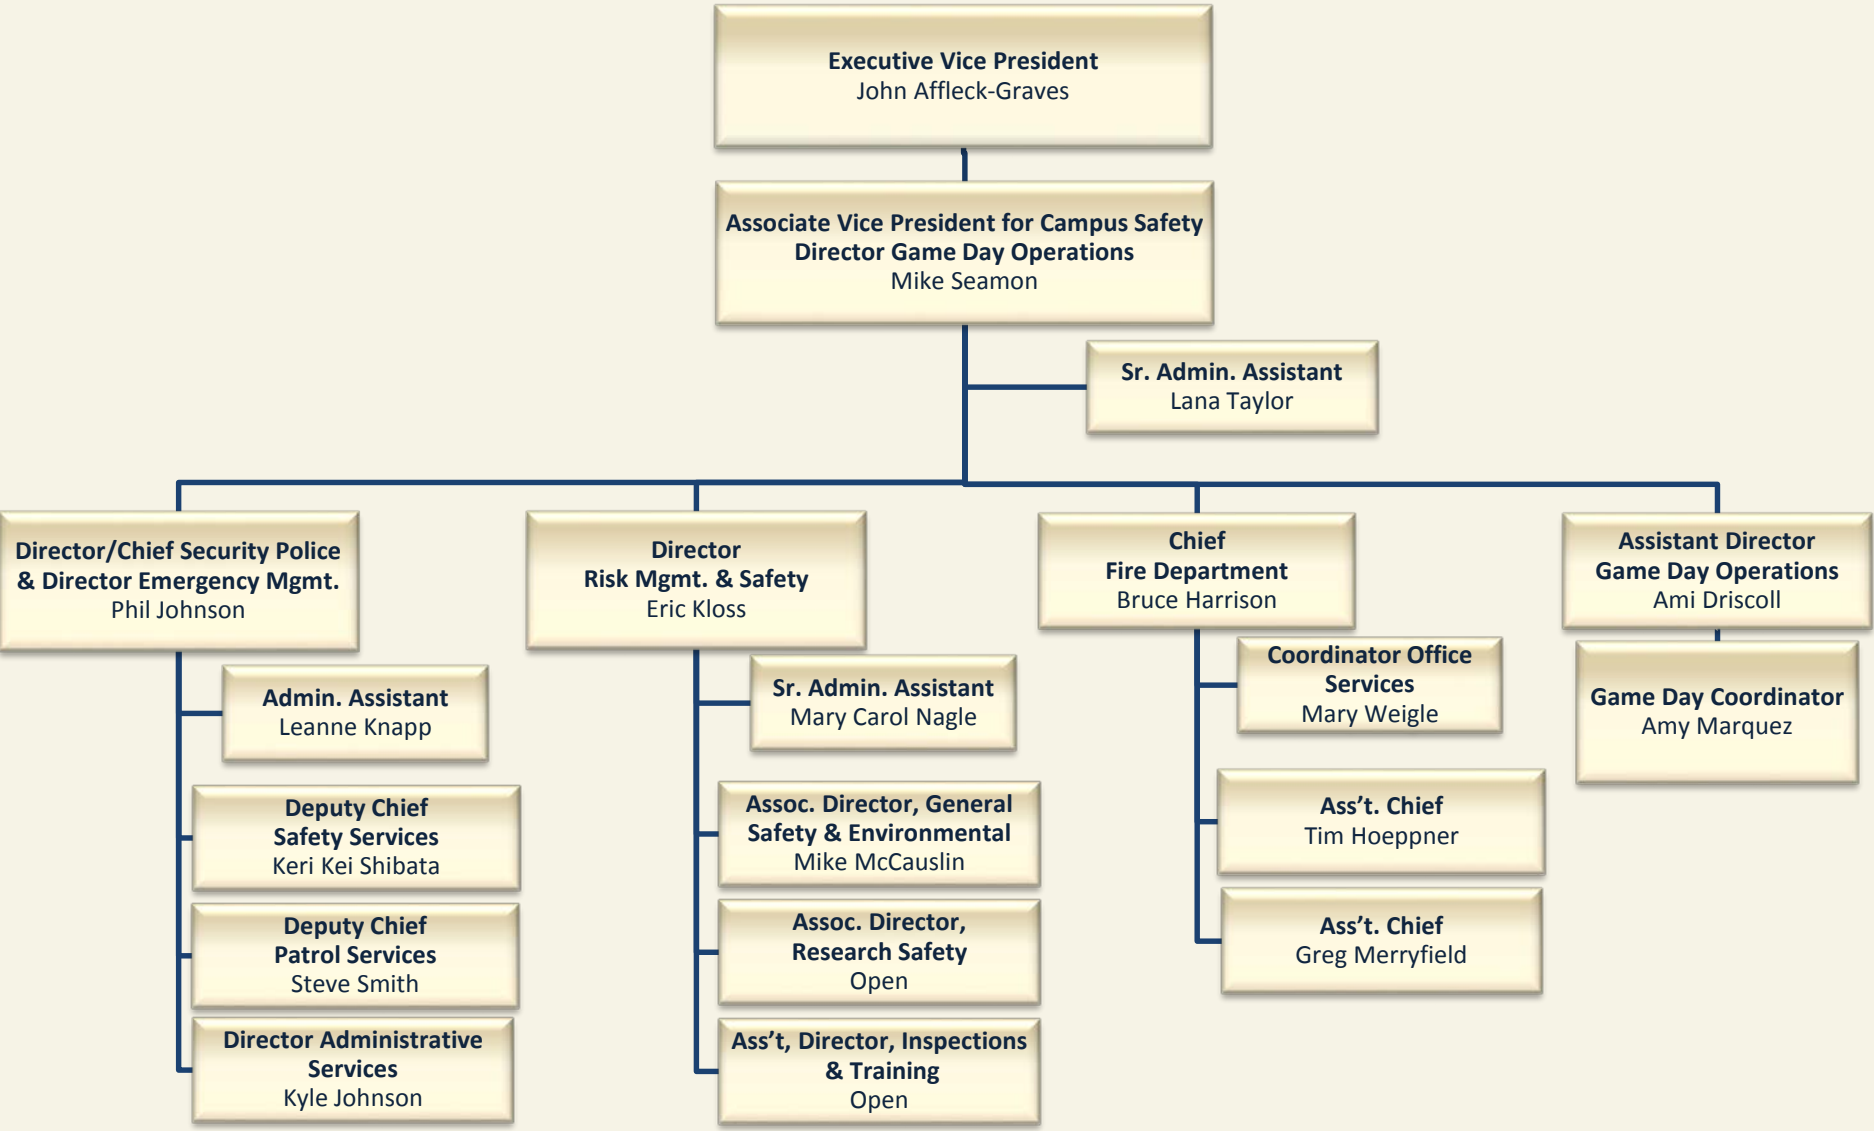 Executive Vice President
John Affleck-Graves
Associate Vice President for Campus Safety
Director Game Day Operations
Mike Seamon
Sr. Admin. Assistant
Lana Taylor
Director/Chief Security Police
& Director Emergency Mgmt.
Phil Johnson
Admin. Assistant
Leanne Knapp
Deputy Chief
Safety Services
Keri Kei Shibata
Deputy Chief
Patrol Services
Steve Smith
Director Administrative
Services
Kyle Johnson
Director
Risk Mgmt. & Safety
Eric Kloss
Sr. Admin. Assistant
Mary Carol Nagle
Assoc. Director, General
Safety & Environmental
Mike McCauslin
Assoc. Director,
Research Safety
Open
Ass’t, Director, Inspections
& Training
Open
Chief
Fire Department
Bruce Harrison
Coordinator Office
Services
Mary Weigle
Ass’t. Chief
Tim Hoeppner
Ass’t. Chief
Greg Merryfield
Assistant Director
Game Day Operations
Ami Driscoll
Game Day Coordinator
Amy Marquez